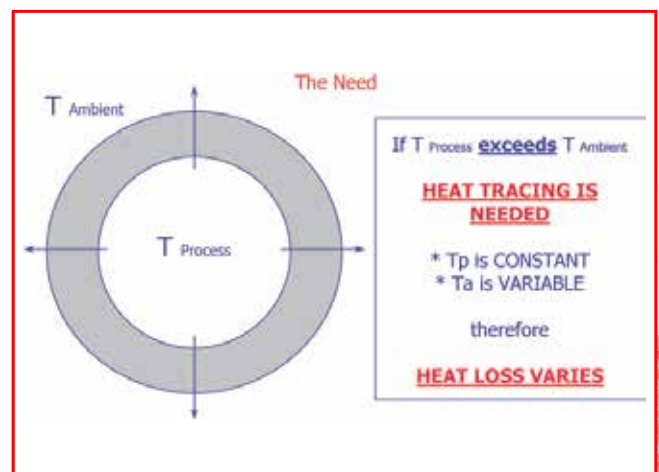 The Need
T Ambient
T Process
If T Process exceeds T Ambient
HEAT TRACING IS
NEEDED
* Tp is CONSTANT
* Ta is VARIABLE
therefore
HEAT LOSS VARIES